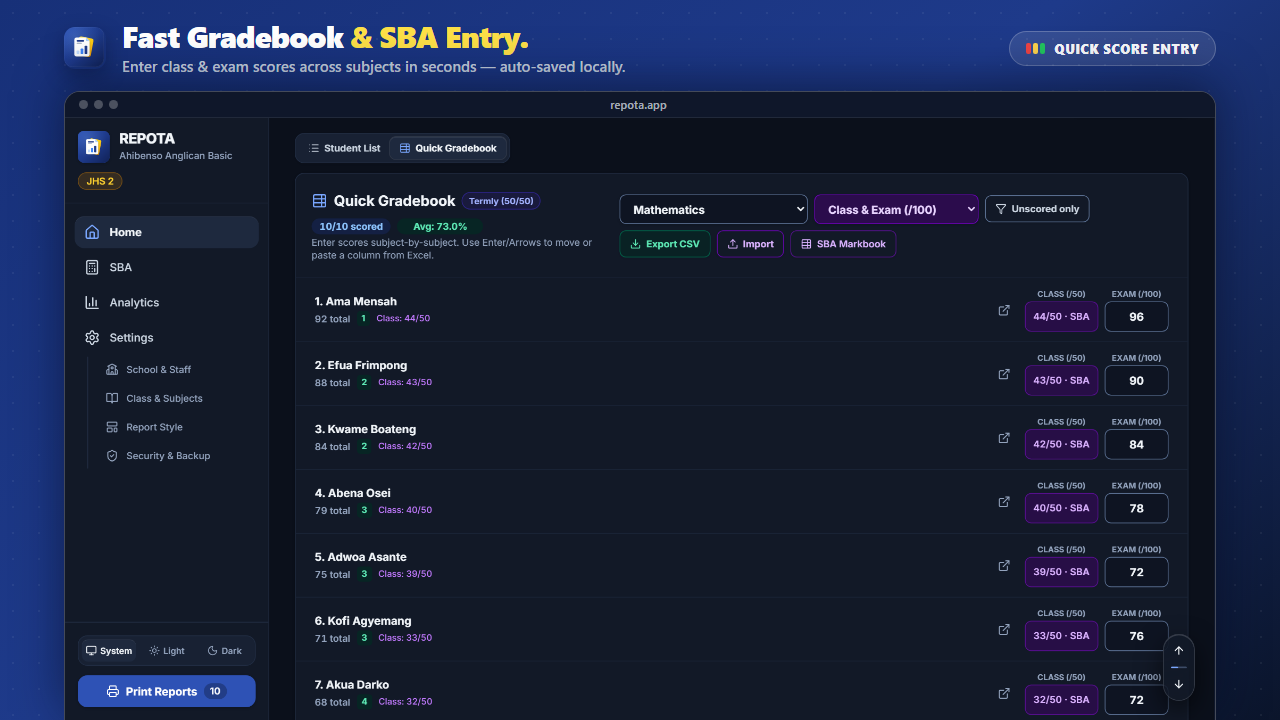 Fast Gradebook & SBA Entry.
Enter class & exam scores across subjects in seconds — auto-saved locally.
QUICK SCORE ENTRY
repota.app
REPOTA
Ahibenso Anglican Basic
JHS 2
Home
SBA
Analytics
Settings
School & Staff
Class & Subjects
Report Style
Security & Backup
System Light Dark
Print Reports 10
Student List Quick Gradebook
Quick Gradebook Termly (50/50)
10/10 scored Avg: 73.0%
Enter scores subject-by-subject. Use Enter/Arrows to move or
paste a column from Excel.
Mathematics Class & Exam (/100) Unscored only
Export CSV Import SBA Markbook
1. Ama Mensah
92 total 1 Class: 44/50
CLASS (/50) EXAM (/100)
44/50 · SBA 96
2. Efua Frimpong
88 total 2 Class: 43/50
CLASS (/50) EXAM (/100)
43/50 · SBA 90
3. Kwame Boateng
84 total 2 Class: 42/50
CLASS (/50) EXAM (/100)
42/50 · SBA 84
4. Abena Osei
79 total 3 Class: 40/50
CLASS (/50) EXAM (/100)
40/50 · SBA 78
5. Adwoa Asante
75 total 3 Class: 39/50
CLASS (/50) EXAM (/100)
39/50 · SBA 72
6. Kofi Agyemang
71 total 3 Class: 33/50
CLASS (/50) EXAM (/100)
33/50 · SBA 76
7. Akua Darko
68 total 4 Class: 32/50
CLASS (/50) EXAM (/100)
32/50 · SBA 72